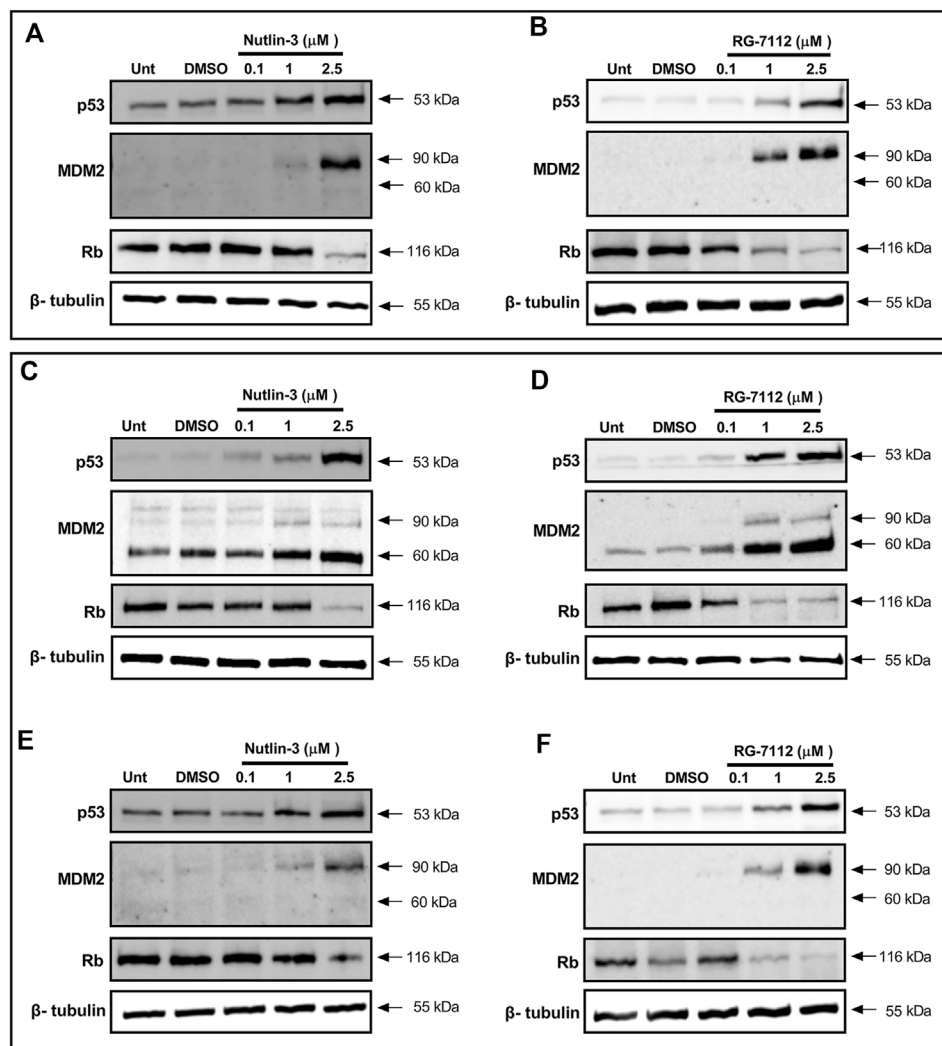 A
Nutlin-3 (μM )
Unt DMSO 0.1 1 2.5
p53
53 kDa
MDM2
90 kDa
60 kDa
Rb
116 kDa
β- tubulin
55 kDa
B
RG-7112 (μM )
Unt DMSO 0.1 1 2.5
p53
53 kDa
MDM2
90 kDa
60 kDa
Rb
116 kDa
β- tubulin
55 kDa
C
Nutlin-3 (μM )
Unt DMSO 0.1 1 2.5
p53
53 kDa
MDM2
90 kDa
60 kDa
Rb
116 kDa
β- tubulin
55 kDa
D
RG-7112 (μM )
Unt DMSO 0.1 1 2.5
p53
53 kDa
MDM2
90 kDa
60 kDa
Rb
116 kDa
β- tubulin
55 kDa
E
Nutlin-3 (μM )
Unt DMSO 0.1 1 2.5
p53
53 kDa
MDM2
90 kDa
60 kDa
Rb
116 kDa
β- tubulin
55 kDa
F
RG-7112 (μM )
Unt DMSO 0.1 1 2.5
p53
53 kDa
MDM2
90 kDa
60 kDa
Rb
116 kDa
β- tubulin
55 kDa